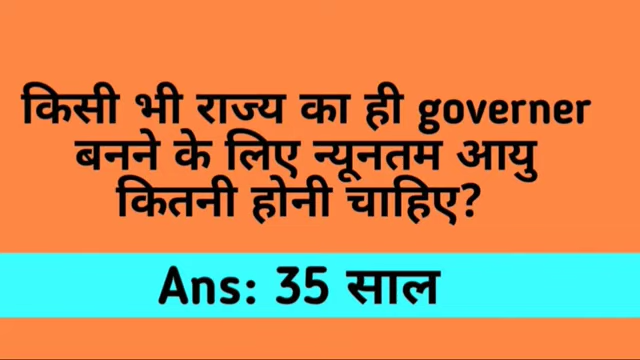 किसी भी राज्य का ही governer
बनने के लिए न्यूनतम आयु
कितनी होनी चाहिए?
Ans: 35 साल